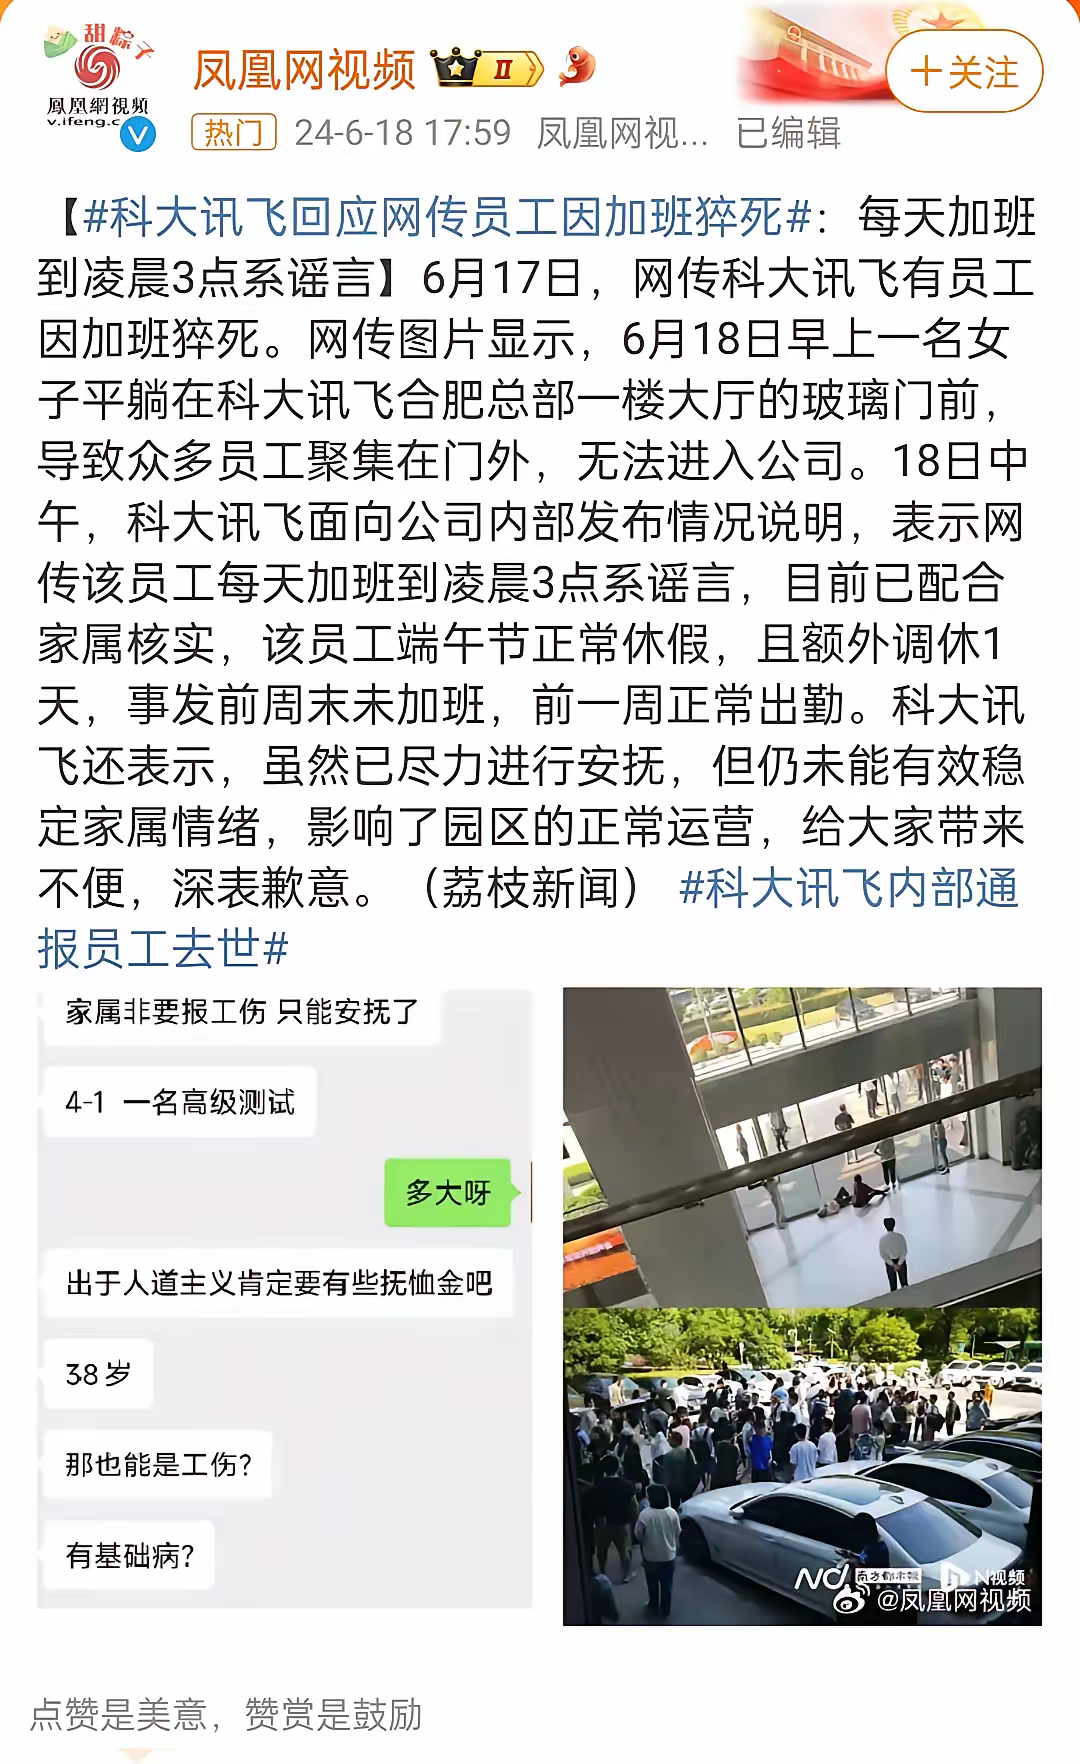 甜粽子
鳳凰網視頻
v.ifeng.c
凤凰网视频 II
+关注
热门 24-6-18 17:59 凤凰网视... 已编辑
【#科大讯飞回应网传员工因加班猝死#：每天加班
到凌晨3点系谣言】6月17日，网传科大讯飞有员工
因加班猝死。网传图片显示，6月18日早上一名女
子平躺在科大讯飞合肥总部一楼大厅的玻璃门前，
导致众多员工聚集在门外，无法进入公司。18日中
午，科大讯飞面向公司内部发布情况说明，表示网
传该员工每天加班到凌晨3点系谣言，目前已配合
家属核实，该员工端午节正常休假，且额外调休1
天，事发前周末未加班，前一周正常出勤。科大讯
飞还表示，虽然已尽力进行安抚，但仍未能有效稳
定家属情绪，影响了园区的正常运营，给大家带来
不便，深表歉意。（荔枝新闻） #科大讯飞内部通
报员工去世#
家属非要报工伤 只能安抚了
4-1 一名高级测试
多大呀
出于人道主义肯定要有些抚恤金吧
38岁
那也能是工伤?
有基础病?
南方都市报 N视频
@凤凰网视频
点赞是美意，赞赏是鼓励